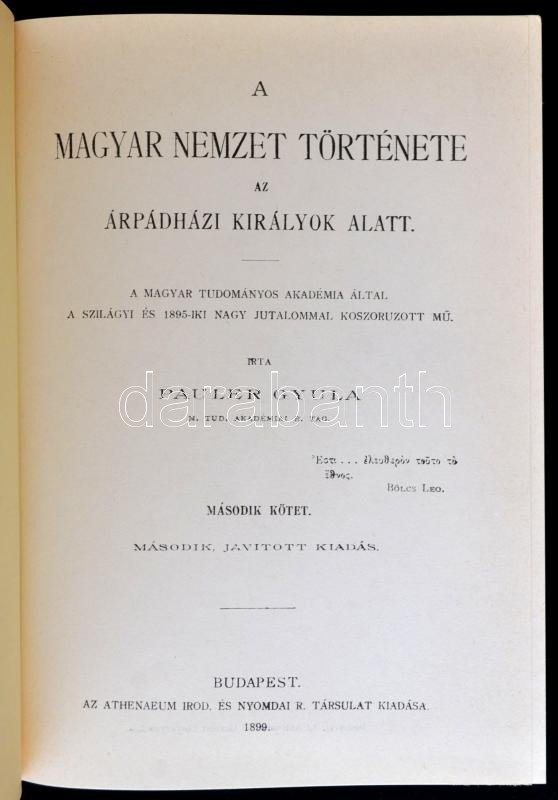 A
MAGYAR NEMZET TÖRTÉNETE
AZ
ÁRPÁDHÁZI KIRÁLYOK ALATT.
A MAGYAR TUDOMÁNYOS AKADÉMIA ÁLTAL
A SZILÁGYI ÉS 1895-IKI NAGY JUTALOMMAL KOSZORUZOTT MŰ.
IRTA
PAULER GYULA
M. TUD. AKADÉMIAI R. TAG.
darabanth
Ἔστι ... ἐλευθερὸν τοῦτο τὸ
ἔθνος.
BÖLCS LEO.
MÁSODIK KÖTET.
MÁSODIK, JAVITOTT KIADÁS.
BUDAPEST.
AZ ATHENAEUM IROD. ÉS NYOMDAI R. TÁRSULAT KIADÁSA.
1899.